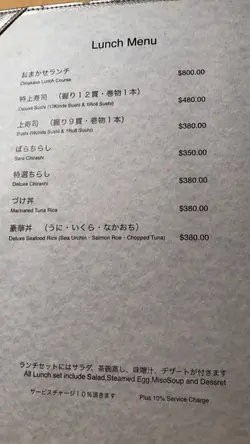 Lunch Menu
おまかせランチ $800.00
Omakase Lunch Course
特上寿司 (握り12貫・巻物1本) $480.00
Deluxe Sushi (12Kinds Sushi & 1Roll Sushi)
上寿司 (握り9貫・巻物1本) $380.00
Sushi (9Kinds Sushi & 1Roll Sushi)
ばらちらし $350.00
Bara Chirashi
特選ちらし $380.00
Deluxe Chirashi
づけ丼 $380.00
Marinated Tuna Rice
豪華丼 (うに・いくら・なかおち)
Deluxe Seafood Rice (Sea Urchin・Salmon Roe・Chopped Tuna) $380.00
ランチセットにはサラダ、茶碗蒸し、味噌汁、デザートが付きます
All Lunch set include Salad,Steamed Egg,MisoSoup and Dessret
サービスチャージ10%頂きます Plus 10% Service Charge